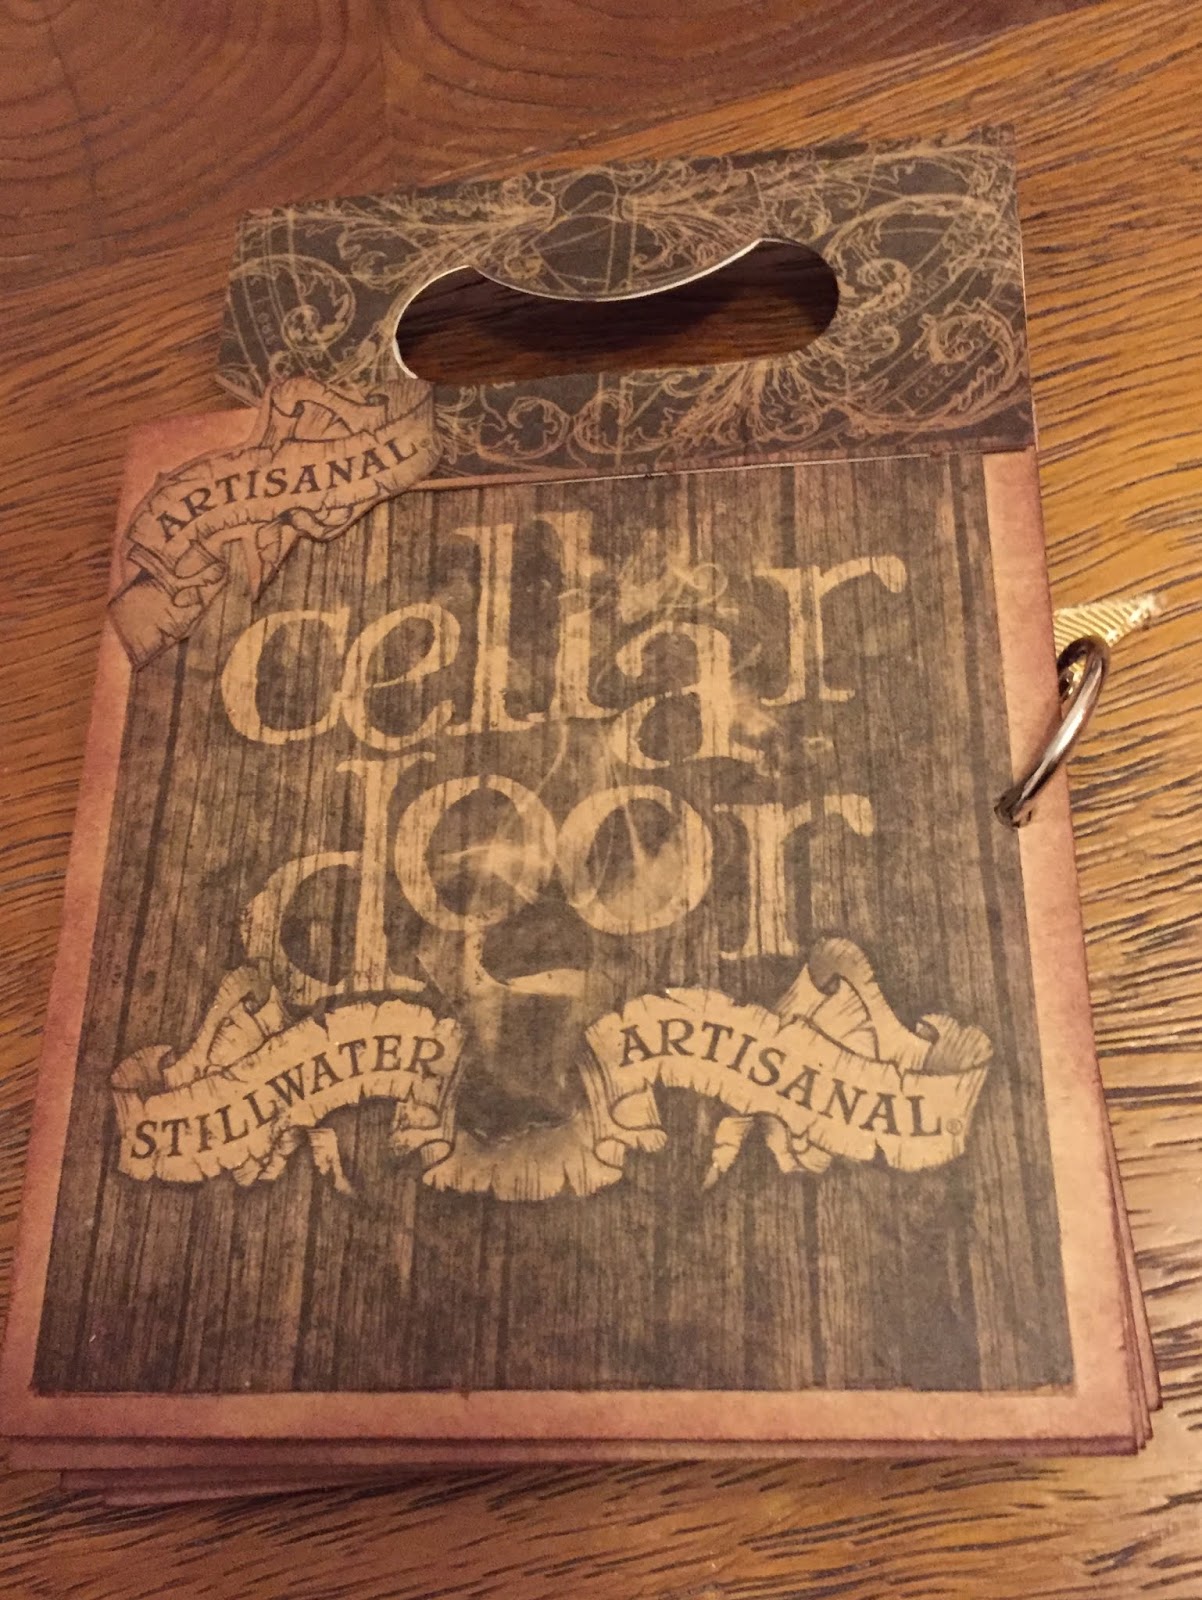 ARTISANAL
cellar
door
STILLWATER ARTISANAL®